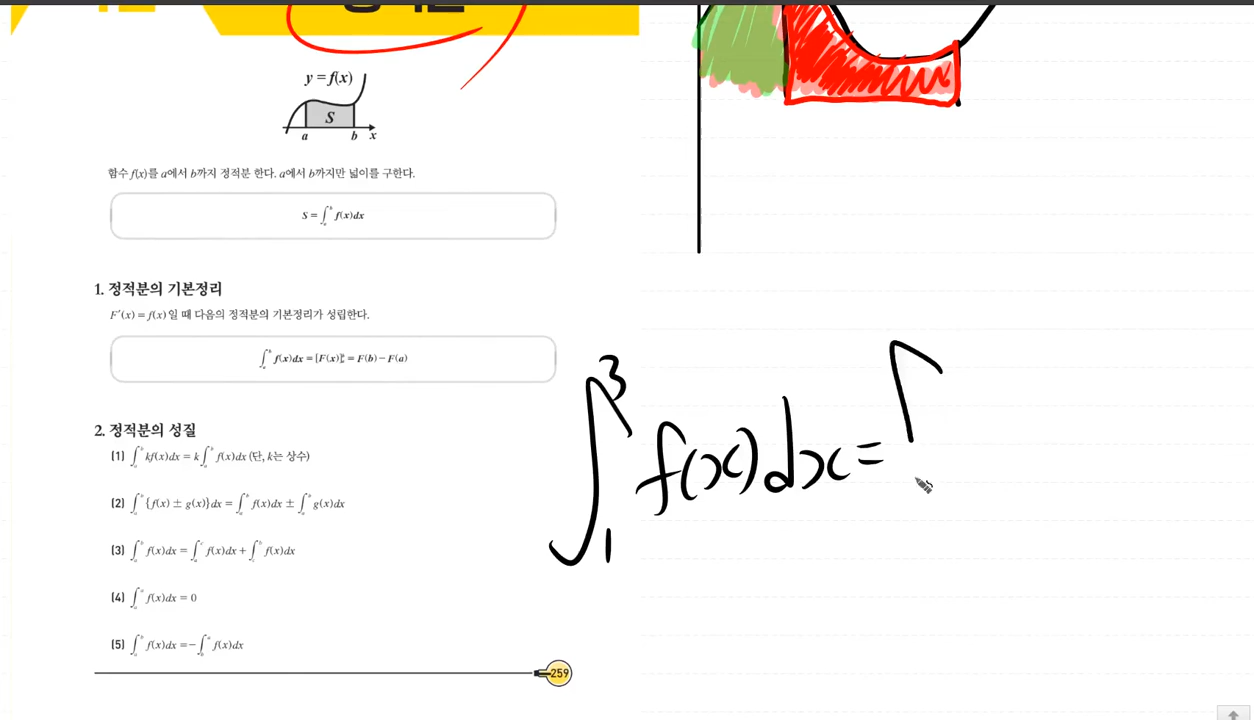 y = f(x)
S
a b x
함수 f(x)를 a에서 b까지 정적분 한다. a에서 b까지만 넓이를 구한다.
S = ∫ₐᵇ f(x)dx
1. 정적분의 기본정리
F′(x) = f(x)일 때 다음의 정적분의 기본정리가 성립한다.
∫ₐᵇ f(x)dx = [F(x)]ₐᵇ = F(b) − F(a)
2. 정적분의 성질
(1) ∫ₐᵇ kf(x)dx = k∫ₐᵇ f(x)dx (단, k는 상수)
(2) ∫ₐᵇ {f(x) ± g(x)}dx = ∫ₐᵇ f(x)dx ± ∫ₐᵇ g(x)dx
(3) ∫ₐᵇ f(x)dx = ∫ₐᶜ f(x)dx + ∫꜀ᵇ f(x)dx
(4) ∫ₐᵃ f(x)dx = 0
(5) ∫ₐᵇ f(x)dx = −∫ᵦᵃ f(x)dx
259
∫₁³ f(x)dx =